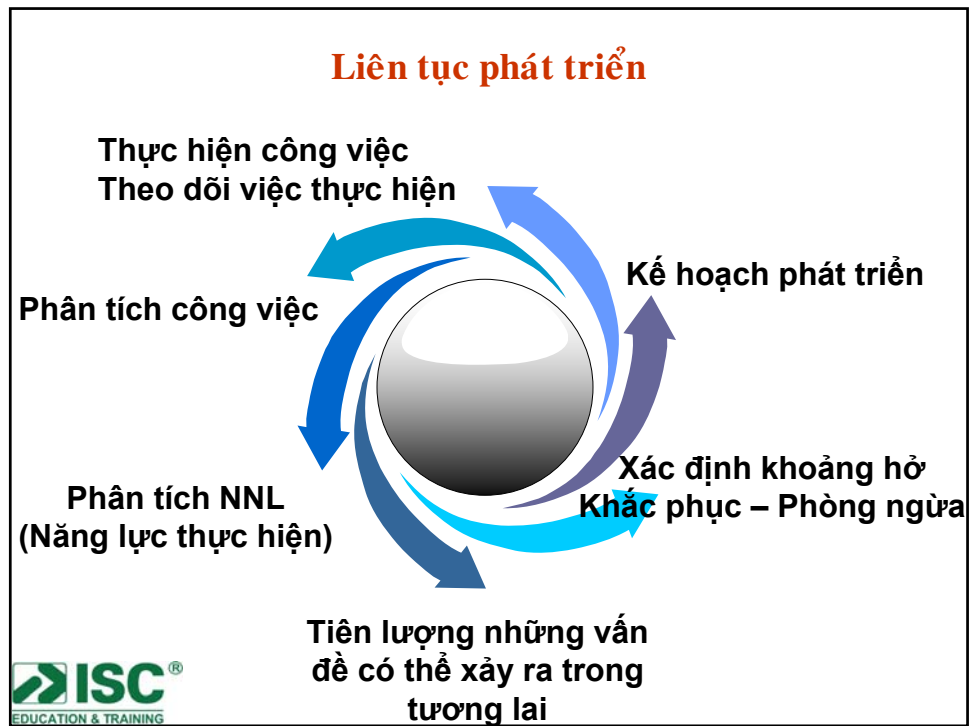 Liên tục phát triển
Thực hiện công việc
Theo dõi việc thực hiện
Kế hoạch phát triển
Phân tích công việc
Xác định khoảng hở
Khắc phục – Phòng ngừa
Phân tích NNL
(Năng lực thực hiện)
Tiên lượng những vấn
đề có thể xảy ra trong
tương lai
ISC®
EDUCATION & TRAINING